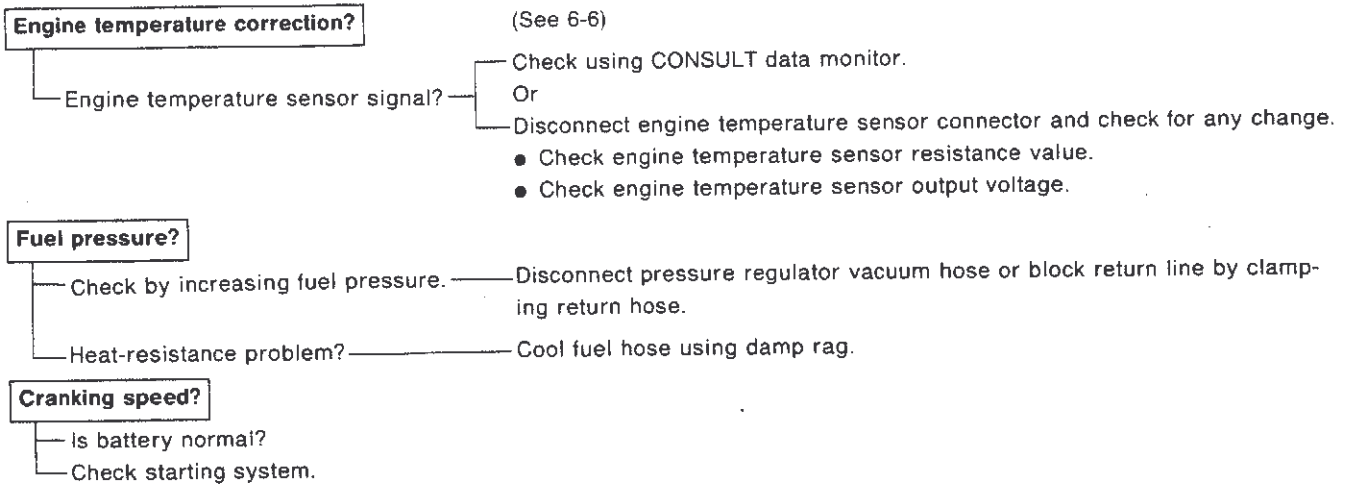 Engine temperature correction?
(See 6-6)
Engine temperature sensor signal?
Check using CONSULT data monitor.
Or
Disconnect engine temperature sensor connector and check for any change.
● Check engine temperature sensor resistance value.
● Check engine temperature sensor output voltage.
Fuel pressure?
Check by increasing fuel pressure.
Disconnect pressure regulator vacuum hose or block return line by clamp-
ing return hose.
Heat-resistance problem?
Cool fuel hose using damp rag.
Cranking speed?
Is battery normal?
Check starting system.